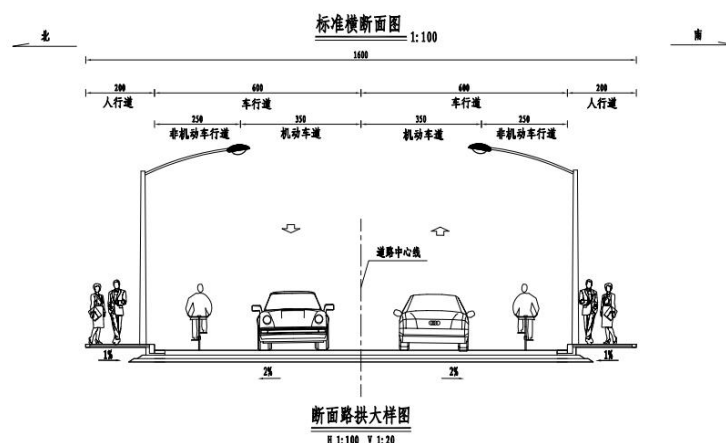 标准横断面图
1:100
北
南
1600
200
600
600
200
人行道
车行道
车行道
人行道
250
350
350
250
非机动车行道
机动车道
机动车道
非机动车行道
道路中心线
1%
1%
2%
2%
断面路拱大样图
H 1:100 V 1:20